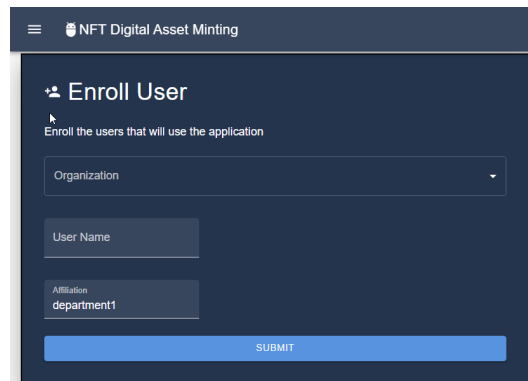 NFT Digital Asset Minting
Enroll User
Enroll the users that will use the application
Organization
User Name
Affiliation
department1
SUBMIT